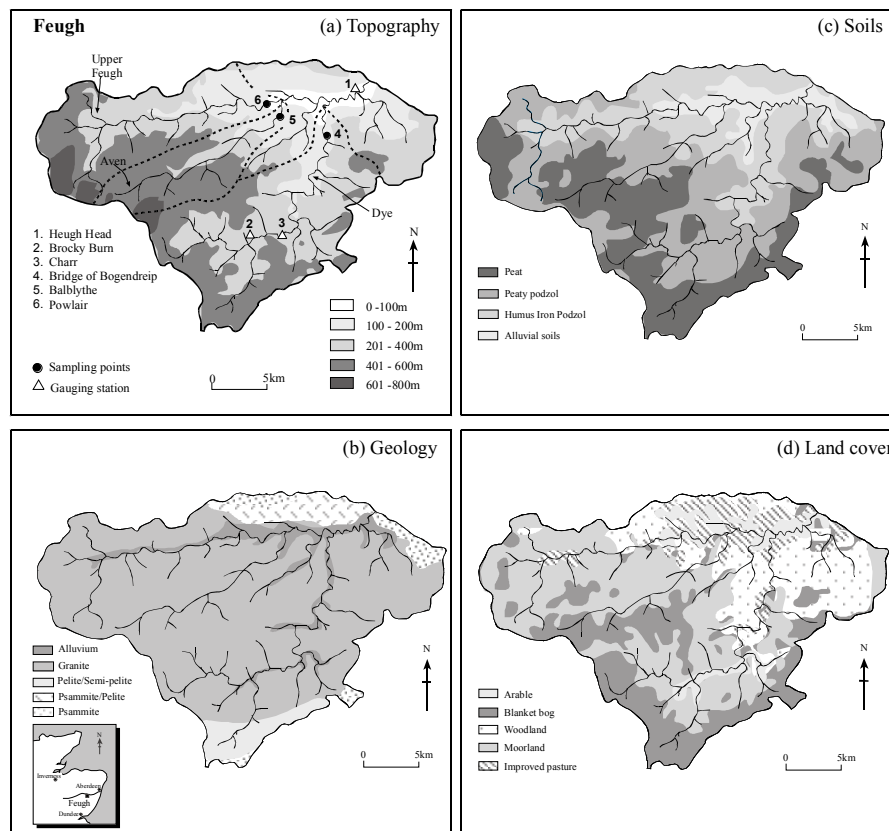 Feugh
(a) Topography
Upper
Feugh
1
6
5
4
Aven
Dye
2
3
1. Heugh Head
2. Brocky Burn
3. Charr
4. Bridge of Bogendreip
5. Balblythe
6. Powlair
N
Sampling points
Gauging station
0
5km
0 -100m
100 - 200m
201 - 400m
401 - 600m
601 -800m
(c) Soils
N
Peat
Peaty podzol
Humus Iron Podzol
Alluvial soils
0
5km
(b) Geology
N
Alluvium
Granite
Pelite/Semi-pelite
Psammite/Pelite
Psammite
0
5km
N
Inverness
Aberdeen
Feugh
Dundee
(d) Land cover
N
Arable
Blanket bog
Woodland
Moorland
Improved pasture
0
5km